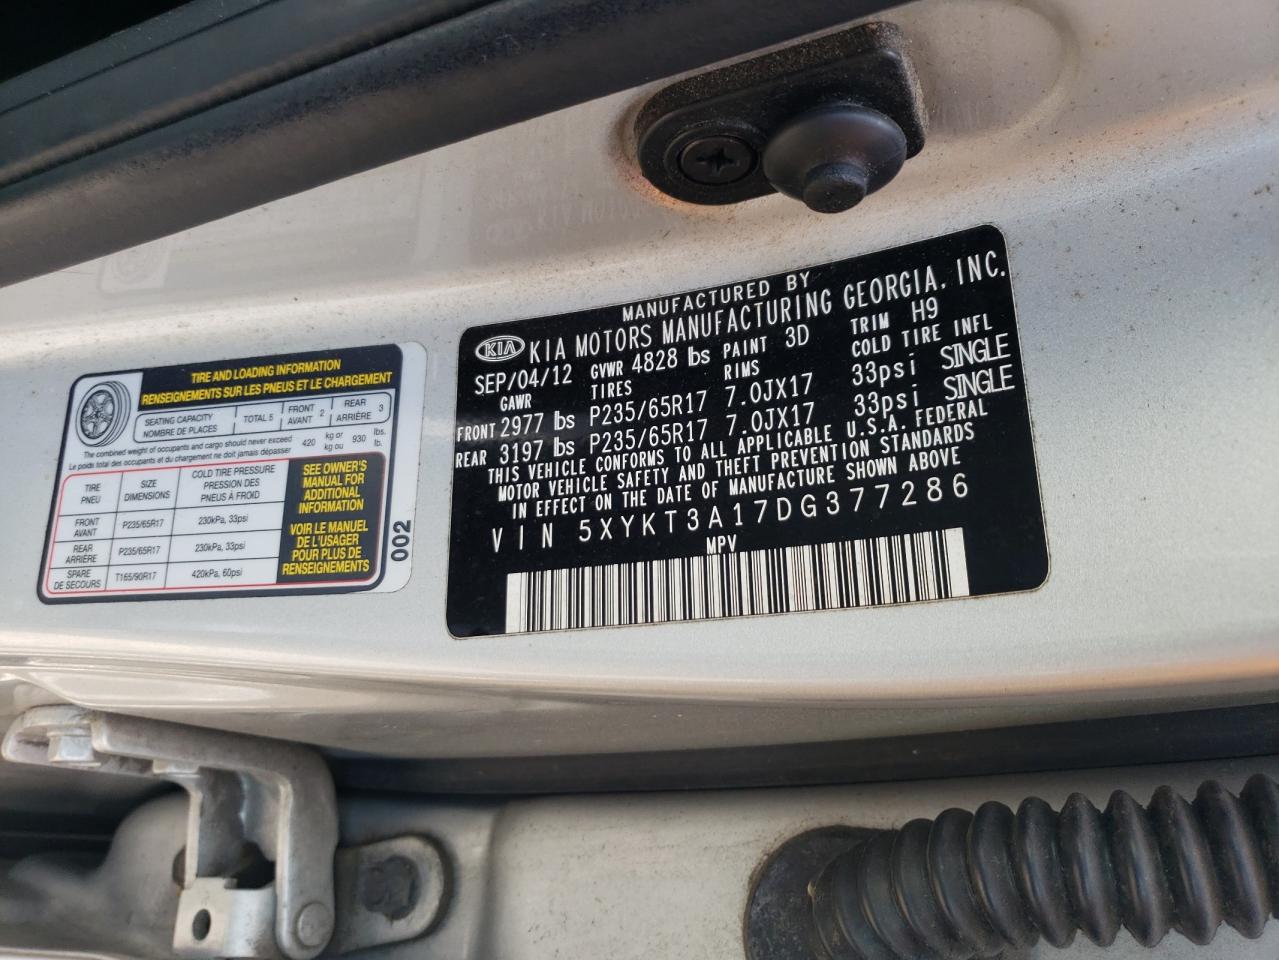 TIRE AND LOADING INFORMATION
RENSEIGNEMENTS SUR LES PNEUS ET LE CHARGEMENT
SEATING CAPACITY
NOMBRE DE PLACES
TOTAL 5
FRONT
AVANT 2
REAR
ARRIÈRE 3
The combined weight of occupants and cargo should never exceed
Le poids total des occupants et du chargement ne doit jamais dépasser
420 kg or
kg ou
930 lbs.
lb.
TIRE
PNEU
SIZE
DIMENSIONS
COLD TIRE PRESSURE
PRESSION DES
PNEUS À FROID
FRONT
AVANT
P235/65R17
230kPa, 33psi
REAR
ARRIÈRE
P235/65R17
230kPa, 33psi
SPARE
DE SECOURS
T165/90R17
420kPa, 60psi
SEE OWNER'S
MANUAL FOR
ADDITIONAL
INFORMATION
VOIR LE MANUEL
DE L'USAGER
POUR PLUS DE
RENSEIGNEMENTS
002
MANUFACTURED BY
KIA KIA MOTORS MANUFACTURING GEORGIA, INC.
SEP/04/12 GVWR 4828 lbs PAINT 3D TRIM H9
GAWR TIRES RIMS COLD TIRE INFL
FRONT 2977 lbs P235/65R17 7.0JX17 33psi SINGLE
REAR 3197 lbs P235/65R17 7.0JX17 33psi SINGLE
THIS VEHICLE CONFORMS TO ALL APPLICABLE U.S.A. FEDERAL
MOTOR VEHICLE SAFETY AND THEFT PREVENTION STANDARDS
IN EFFECT ON THE DATE OF MANUFACTURE SHOWN ABOVE
VIN 5XYKT3A17DG377286
MPV